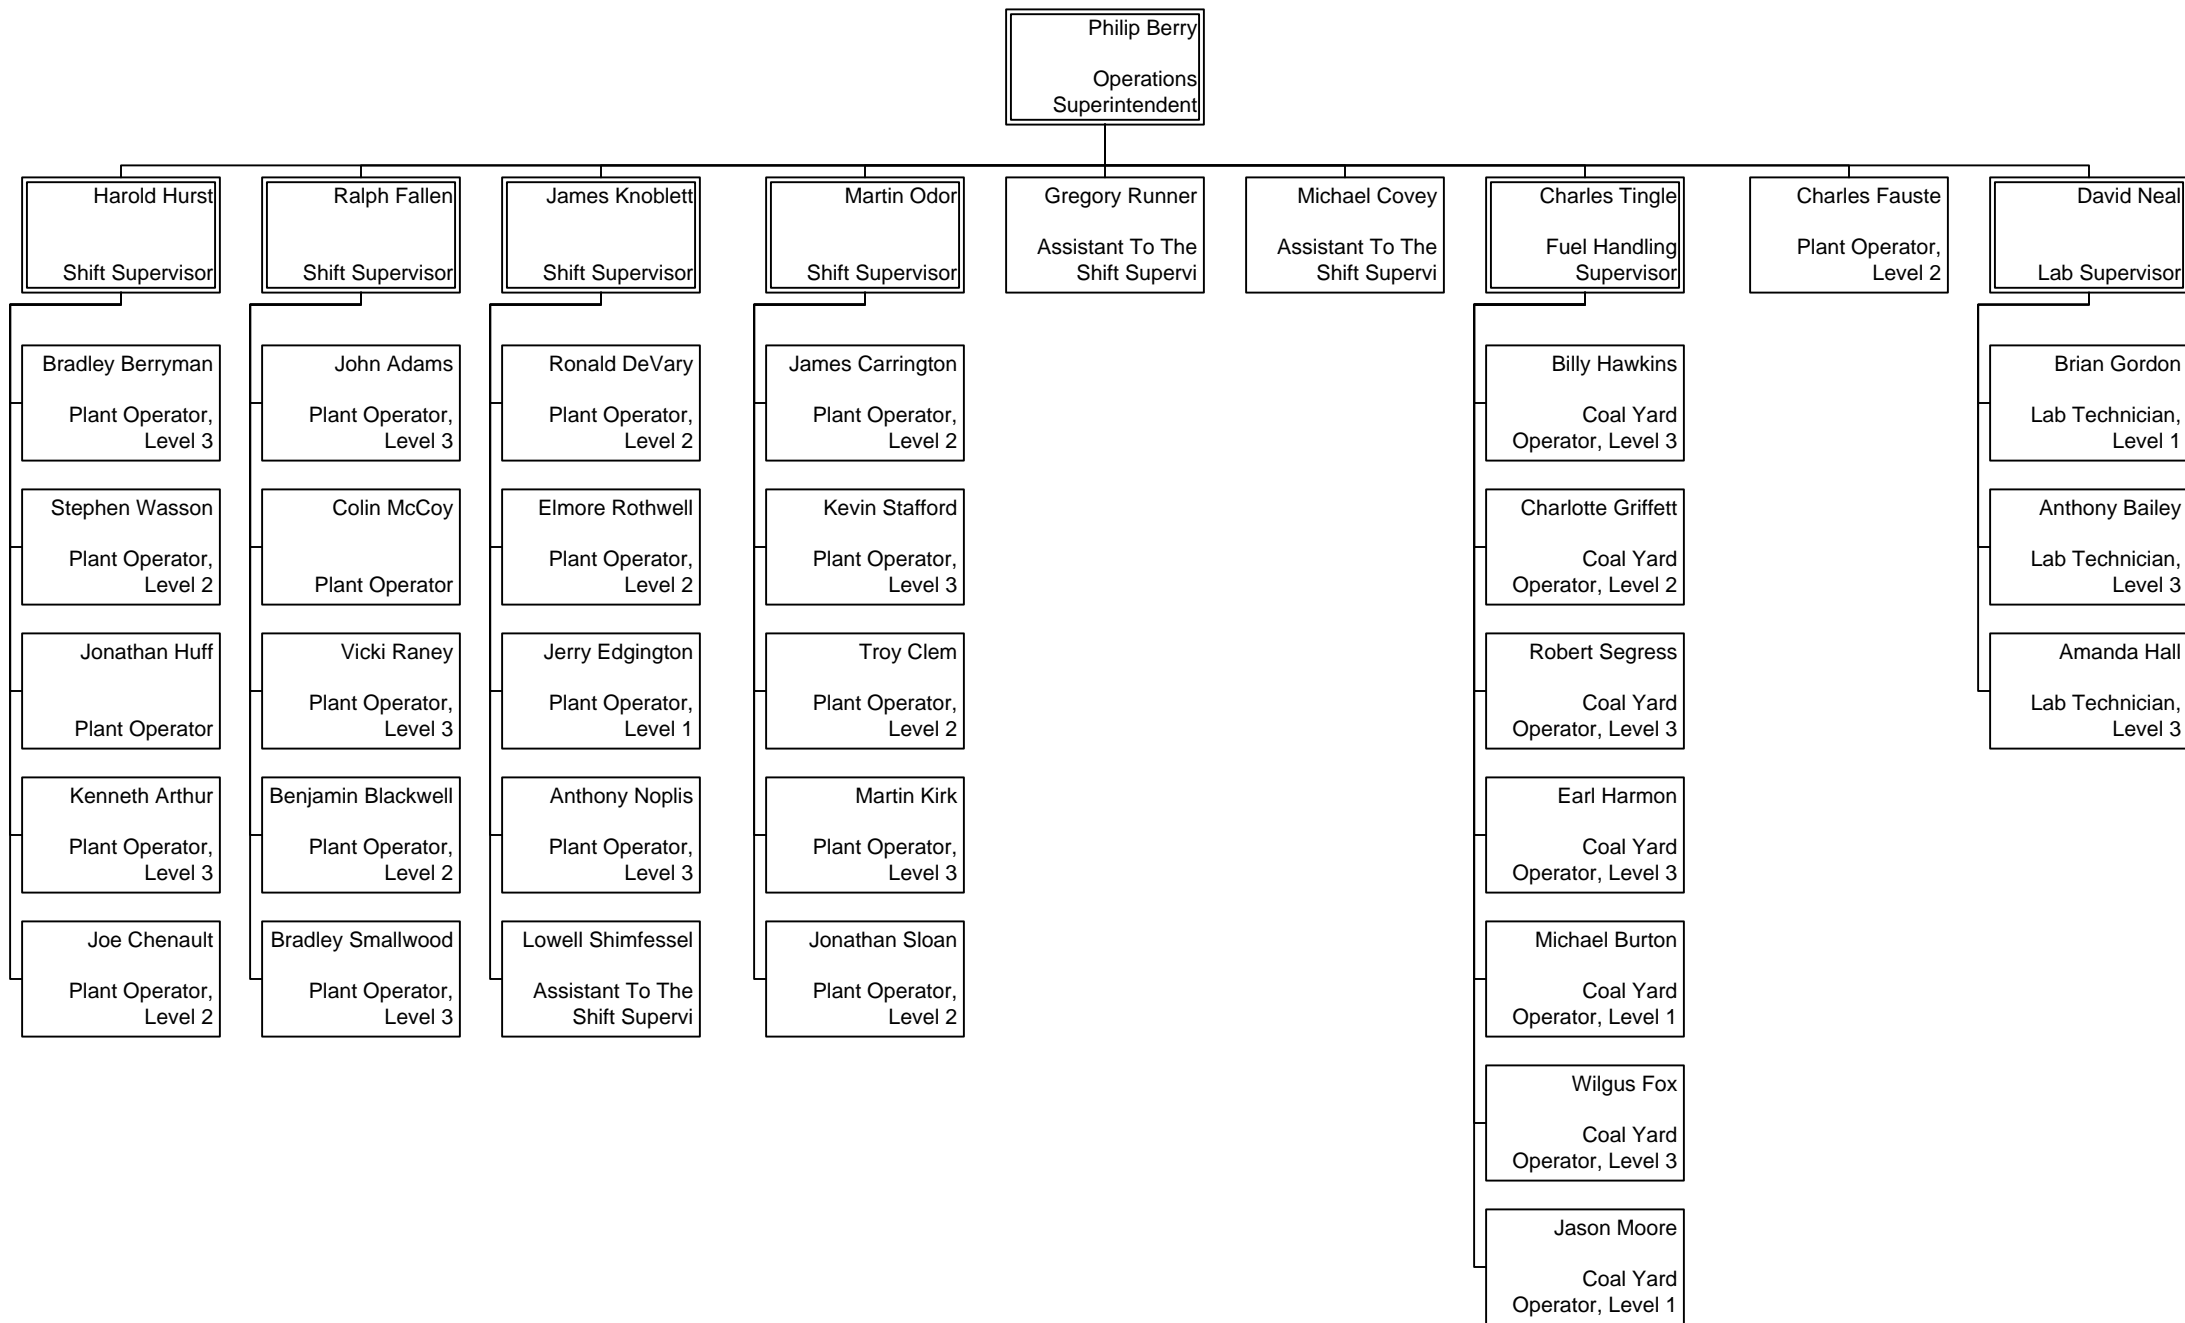 Philip Berry
Operations
Superintendent
Harold Hurst
Shift Supervisor
Ralph Fallen
Shift Supervisor
James Knoblett
Shift Supervisor
Martin Odor
Shift Supervisor
Gregory Runner
Assistant To The
Shift Supervi
Michael Covey
Assistant To The
Shift Supervi
Charles Tingle
Fuel Handling
Supervisor
Charles Fauste
Plant Operator,
Level 2
David Neal
Lab Supervisor
Bradley Berryman
Plant Operator,
Level 3
Stephen Wasson
Plant Operator,
Level 2
Jonathan Huff
Plant Operator
Kenneth Arthur
Plant Operator,
Level 3
Joe Chenault
Plant Operator,
Level 2
John Adams
Plant Operator,
Level 3
Colin McCoy
Plant Operator
Vicki Raney
Plant Operator,
Level 3
Benjamin Blackwell
Plant Operator,
Level 2
Bradley Smallwood
Plant Operator,
Level 3
Ronald DeVary
Plant Operator,
Level 2
Elmore Rothwell
Plant Operator,
Level 2
Jerry Edgington
Plant Operator,
Level 1
Anthony Noplis
Plant Operator,
Level 3
Lowell Shimfessel
Assistant To The
Shift Supervi
James Carrington
Plant Operator,
Level 2
Kevin Stafford
Plant Operator,
Level 3
Troy Clem
Plant Operator,
Level 2
Martin Kirk
Plant Operator,
Level 3
Jonathan Sloan
Plant Operator,
Level 2
Billy Hawkins
Coal Yard
Operator, Level 3
Charlotte Griffett
Coal Yard
Operator, Level 2
Robert Segress
Coal Yard
Operator, Level 3
Earl Harmon
Coal Yard
Operator, Level 3
Michael Burton
Coal Yard
Operator, Level 1
Wilgus Fox
Coal Yard
Operator, Level 3
Jason Moore
Coal Yard
Operator, Level 1
Brian Gordon
Lab Technician,
Level 1
Anthony Bailey
Lab Technician,
Level 3
Amanda Hall
Lab Technician,
Level 3